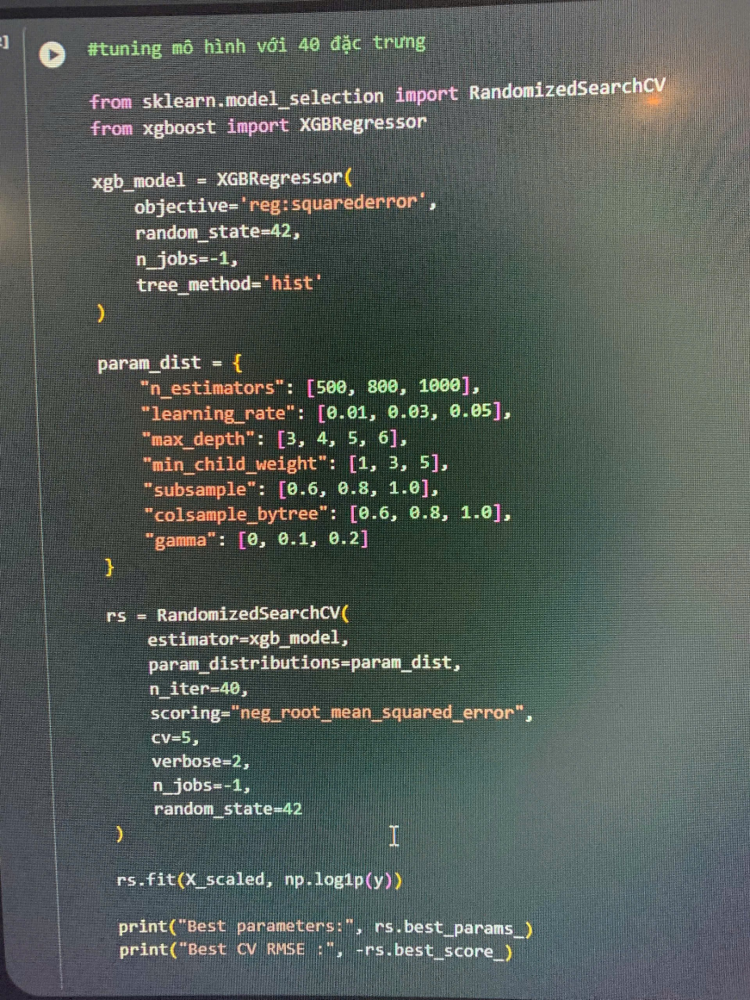 ]
#tuning mô hình với 40 đặc trưng
from sklearn.model_selection import RandomizedSearchCV
from xgboost import XGBRegressor
xgb_model = XGBRegressor(
objective='reg:squarederror',
random_state=42,
n_jobs=-1,
tree_method='hist'
)
param_dist = {
"n_estimators": [500, 800, 1000],
"learning_rate": [0.01, 0.03, 0.05],
"max_depth": [3, 4, 5, 6],
"min_child_weight": [1, 3, 5],
"subsample": [0.6, 0.8, 1.0],
"colsample_bytree": [0.6, 0.8, 1.0],
"gamma": [0, 0.1, 0.2]
}
rs = RandomizedSearchCV(
estimator=xgb_model,
param_distributions=param_dist,
n_iter=40,
scoring="neg_root_mean_squared_error",
cv=5,
verbose=2,
n_jobs=-1,
random_state=42
)
rs.fit(X_scaled, np.log1p(y))
print("Best parameters:", rs.best_params_)
print("Best CV RMSE :", -rs.best_score_)